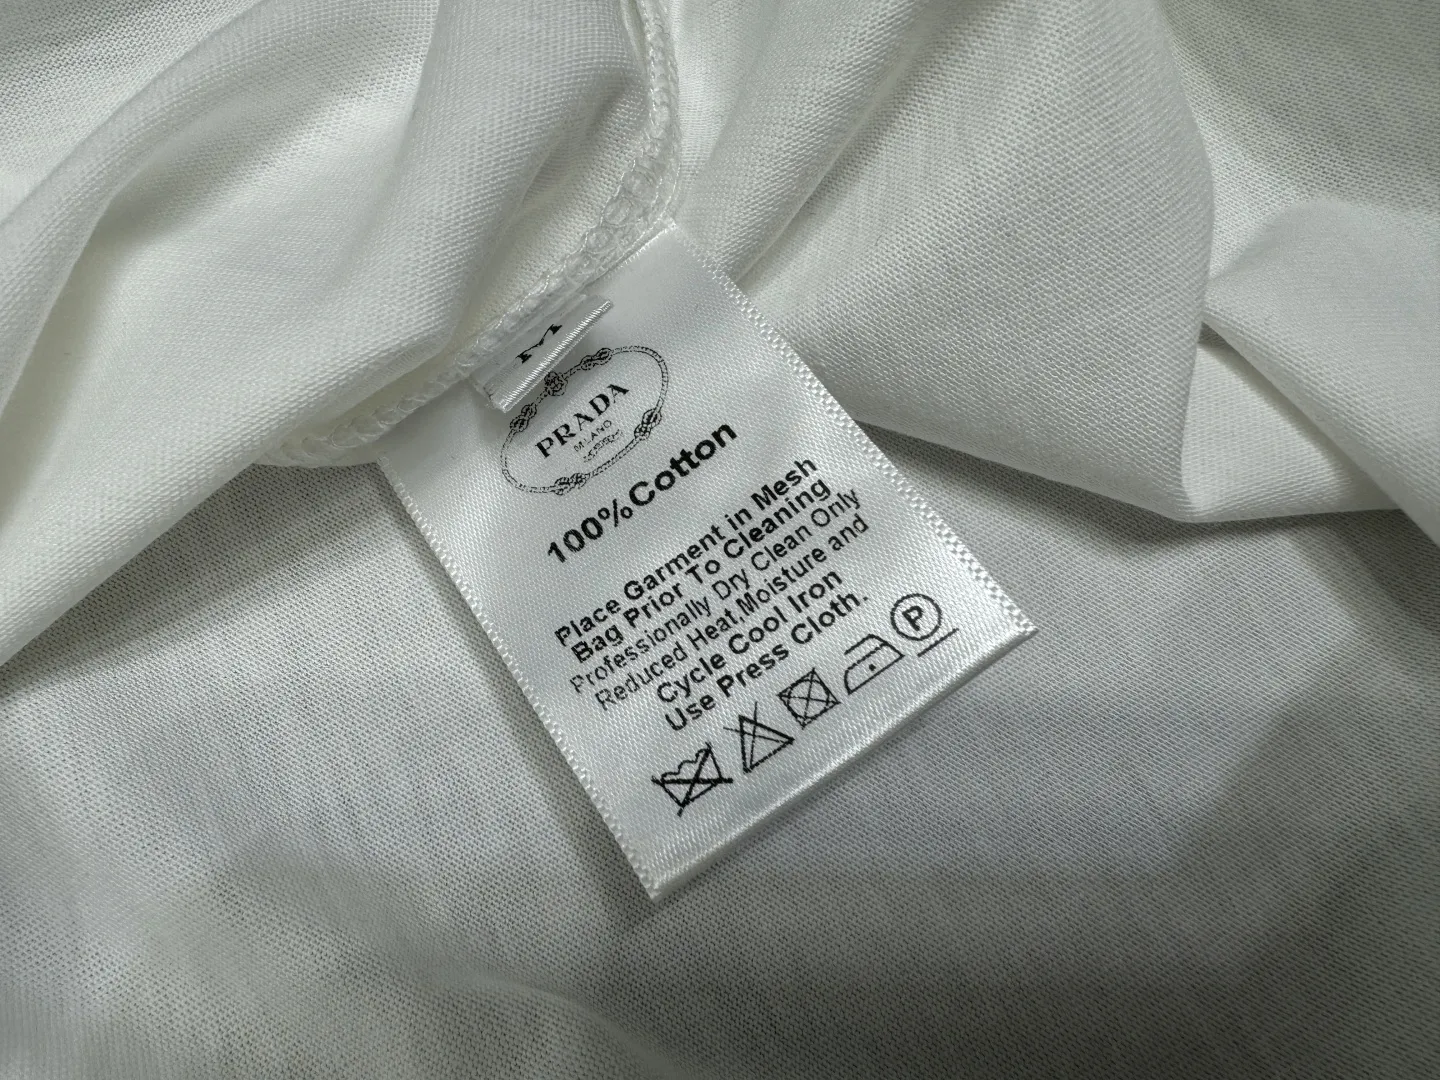 M
PRADA
MILANO
100%Cotton
Place Garment in Mesh
Bag Prior To Cleaning
Professionally Dry Clean Only
Reduced Heat,Moisture and
Cycle Cool Iron
Use Press Cloth.
P